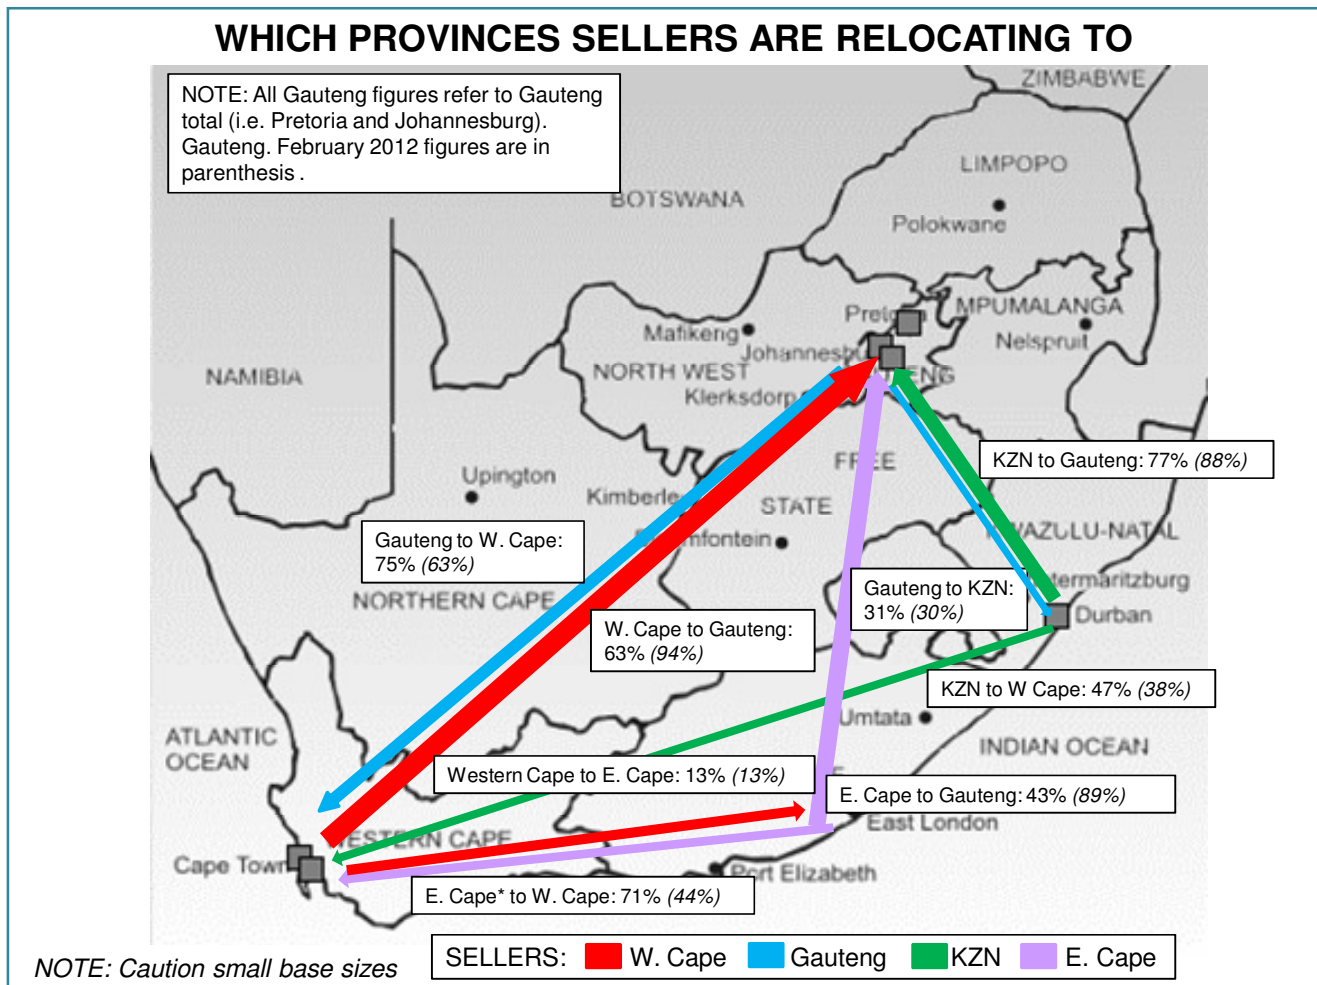 WHICH PROVINCES SELLERS ARE RELOCATING TO
NOTE: All Gauteng figures refer to Gauteng
total (i.e. Pretoria and Johannesburg).
Gauteng. February 2012 figures are in
parenthesis .
ZIMBABWE
LIMPOPO
BOTSWANA
Polokwane
MPUMALANGA
Mafikeng
Nelspruit
NAMIBIA
NORTH WEST
Klerksdorp
FREE
KZN to Gauteng: 77% (88%)
Upington
STATE
Gauteng to W. Cape:
75% (63%)
Gauteng to KZN:
31% (30%)
NORTHERN CAPE
Durban
W. Cape to Gauteng:
63% (94%)
KZN to W Cape: 47% (38%)
Umtata
ATLANTIC
OCEAN
INDIAN OCEAN
Western Cape to E. Cape: 13% (13%)
E. Cape to Gauteng: 43% (89%)
East London
CAPE
Cape Town
Port Elizabeth
E. Cape* to W. Cape: 71% (44%)
SELLERS: W. Cape Gauteng KZN E. Cape
NOTE: Caution small base sizes